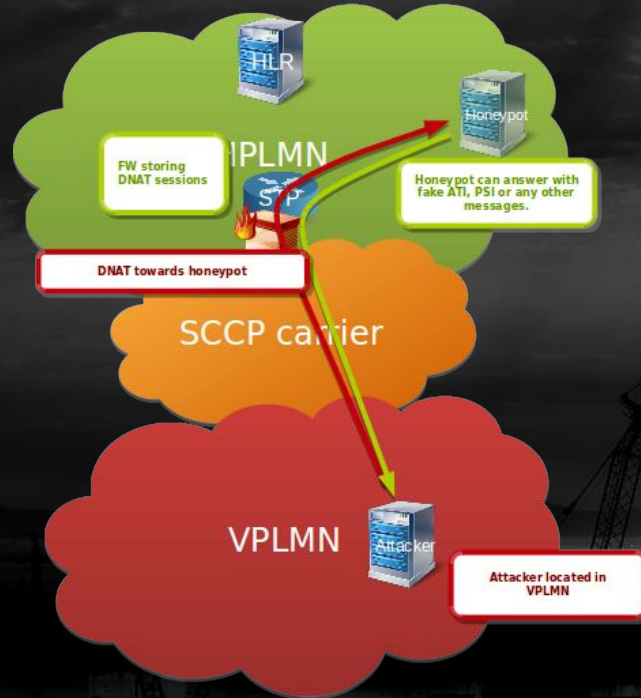 HLR
Honeypot
HPLMN
FW storing
DNAT sessions
Honeypot can answer with
fake ATI, PSI or any other
messages.
STP
DNAT towards honeypot
SCCP carrier
VPLMN
Attacker
Attacker located in
VPLMN